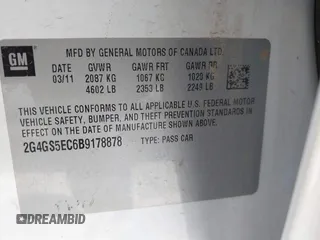 GM
MFD BY GENERAL MOTORS OF CANADA LTD.
DATE GVWR GAWR FRT GAWR RR
03/11 2087 KG 1067 KG 1020 KG
4602 LB 2353 LB 2249 LB
THIS VEHICLE CONFORMS TO ALL APPLICABLE U.S. FEDERAL MOTOR
VEHICLE SAFETY, BUMPER, AND THEFT PREVENTION STANDARDS IN
EFFECT ON THE DATE OF MANUFACTURE SHOWN ABOVE.
2G4GS5EC6B9178878 TYPE: PASS CAR
AUTOBIDMASTER